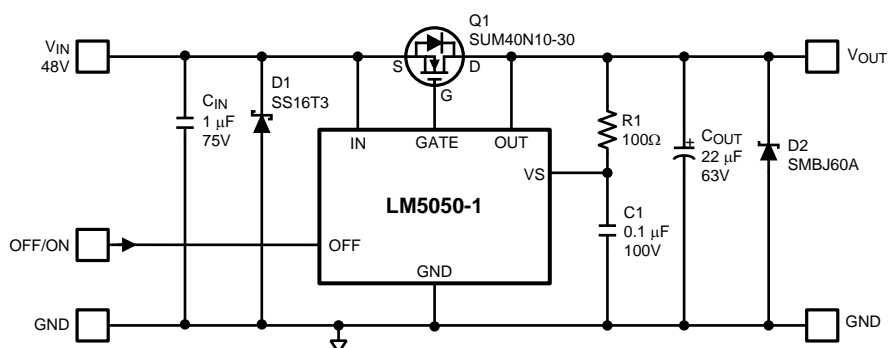 Q1
SUM40N10-30
VIN
48V
S
D
G
VOUT
D1
SS16T3
CIN
1 μF
75V
IN
GATE
OUT
R1
100Ω
COUT
22 μF
63V
+
D2
SMBJ60A
VS
LM5050-1
C1
0.1 μF
100V
OFF/ON
OFF
GND
GND
GND